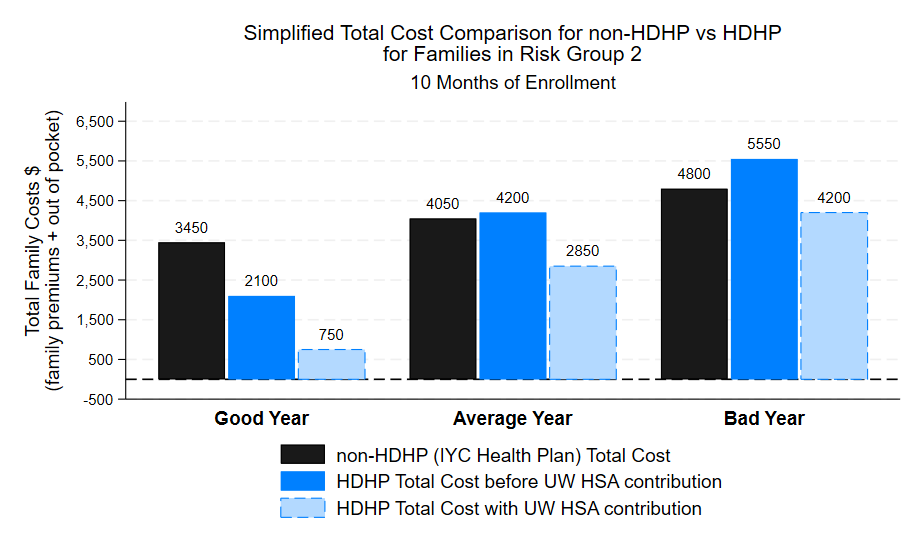 Simplified Total Cost Comparison for non-HDHP vs HDHP
for Families in Risk Group 2
10 Months of Enrollment
Total Family Costs $
(family premiums + out of pocket)
6,500
5,500
4,500
3,500
2,500
1,500
500
-500
3450
2100
750
4050
4200
2850
4800
5550
4200
Good Year
Average Year
Bad Year
non-HDHP (IYC Health Plan) Total Cost
HDHP Total Cost before UW HSA contribution
HDHP Total Cost with UW HSA contribution